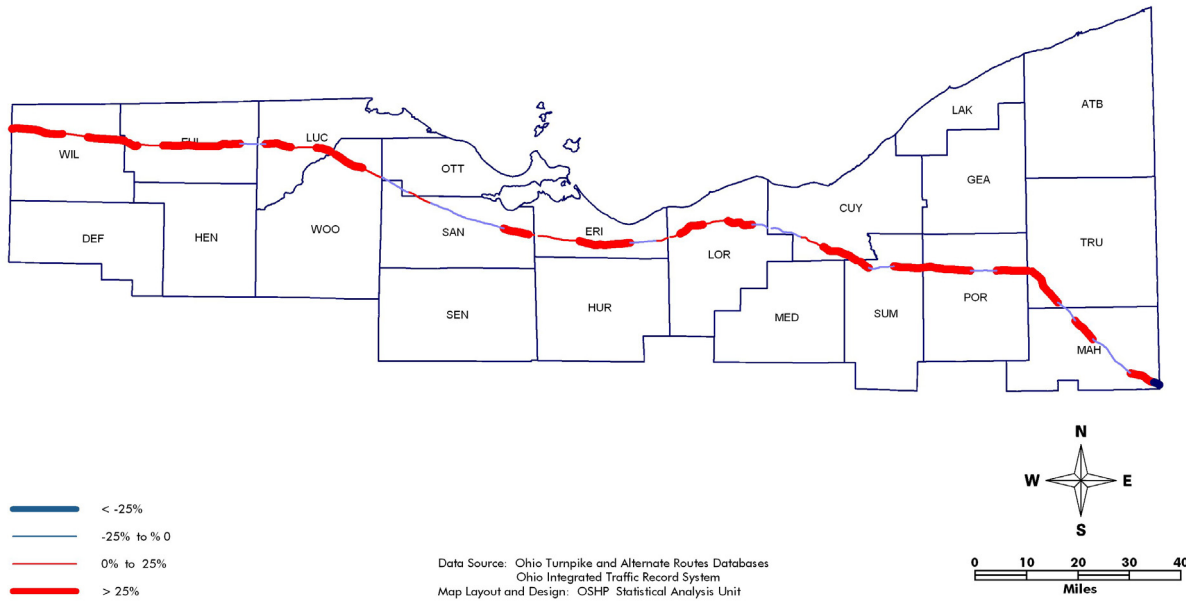 ATB
LAK
LUC
FUL
WIL
OTT
GEA
CUY
DEF
HEN
WOO
SAN
ERI
LOR
TRU
SEN
HUR
MED
SUM
POR
MAH
N
W E
S
< -25%
-25% to % 0
0% to 25%
> 25%
Data Source: Ohio Turnpike and Alternate Routes Databases
Ohio Integrated Traffic Record System
Map Layout and Design: OSHP Statistical Analysis Unit
0 10 20 30 40
Miles